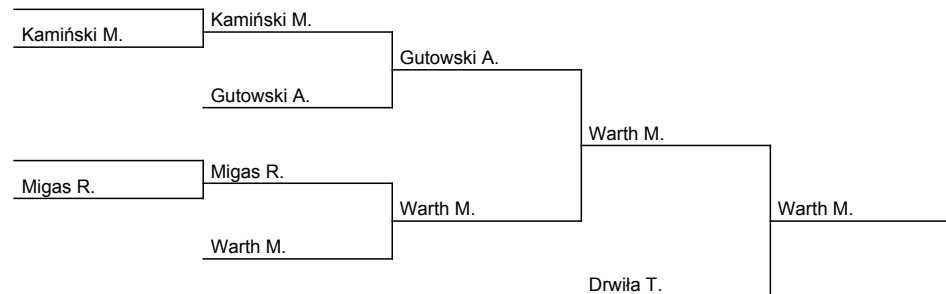 Kamiński M.
Kamiński M.
Gutowski A.
Gutowski A.
Warth M.
Migas R.
Migas R.
Warth M.
Warth M.
Warth M.
Drwiła T.